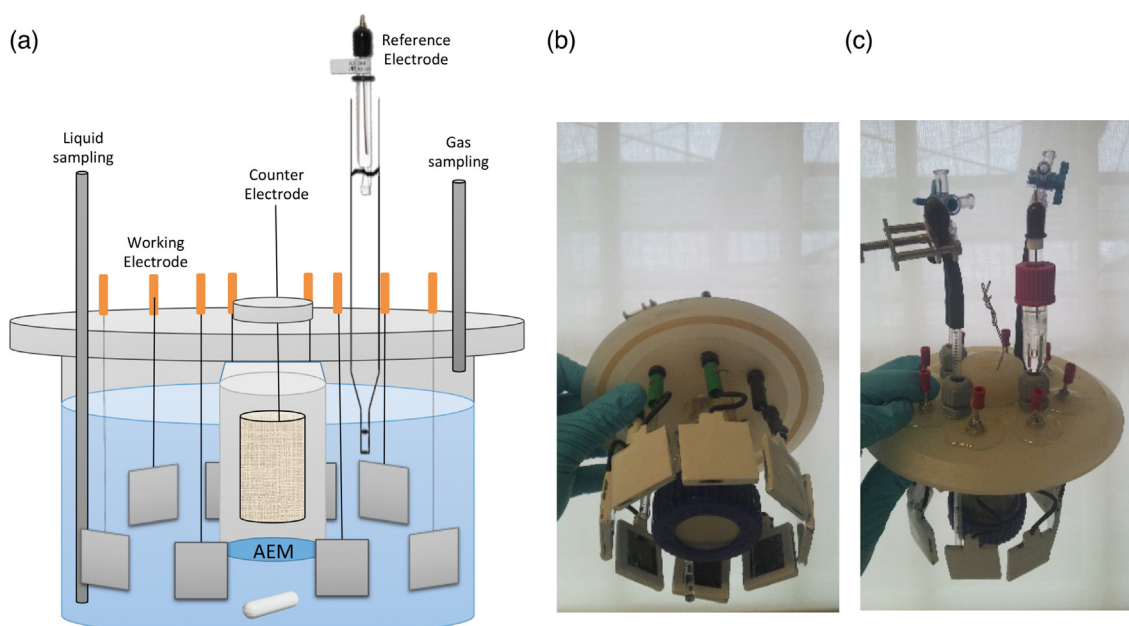 (a)
Reference
Electrode
Liquid
sampling
Counter
Electrode
Gas
sampling
Working
Electrode
AEM
(b)
(c)